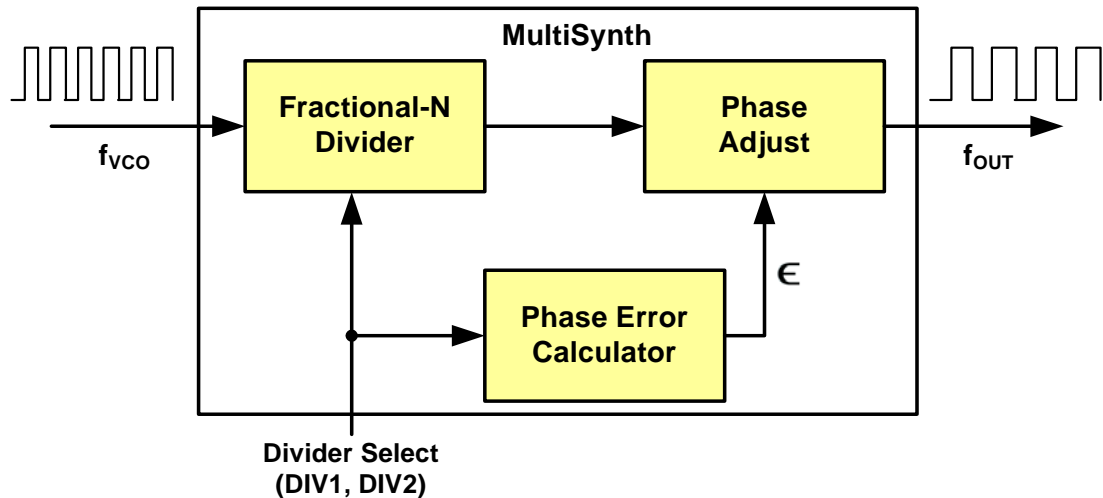 MultiSynth
Fractional-N
Divider
Phase
Adjust
fVCO
fOUT
ϵ
Phase Error
Calculator
Divider Select
(DIV1, DIV2)